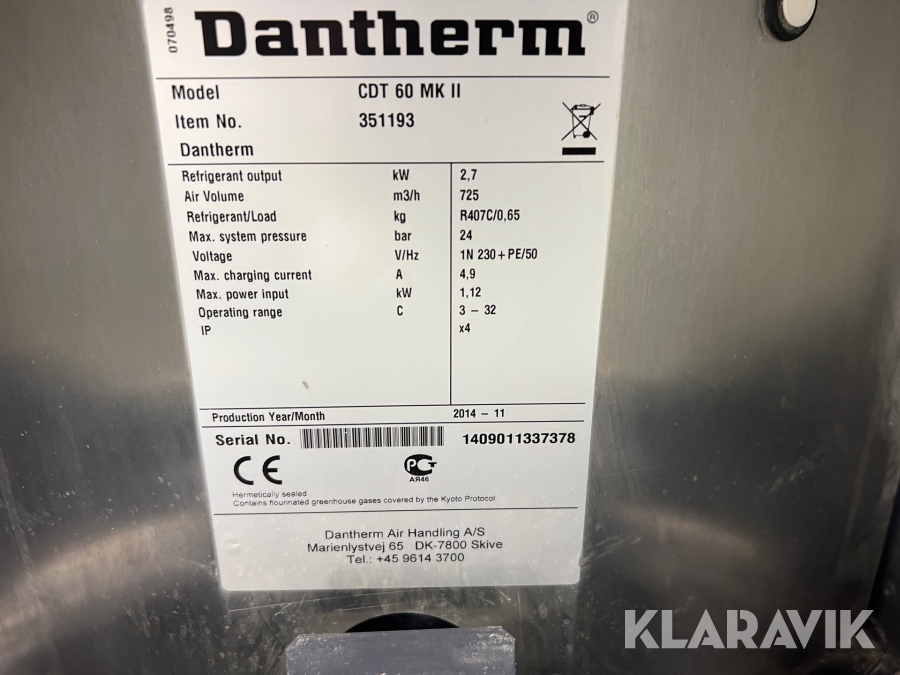 070498
Dantherm®
Model CDT 60 MK II
Item No. 351193
Dantherm
Refrigerant output kW 2,7
Air Volume m3/h 725
Refrigerant/Load kg R407C/0,65
Max. system pressure bar 24
Voltage V/Hz 1N 230+PE/50
Max. charging current A 4,9
Max. power input kW 1,12
Operating range C 3 - 32
IP x4
Production Year/Month 2014 - 11
Serial No. 1409011337378
CE PCT
АЯ46
Hermetically sealed
Contains flourinated greenhouse gases covered by the Kyoto Protocol
Dantherm Air Handling A/S
Marienlystvej 65 DK-7800 Skive
Tel.: +45 9614 3700
KLARAVIK